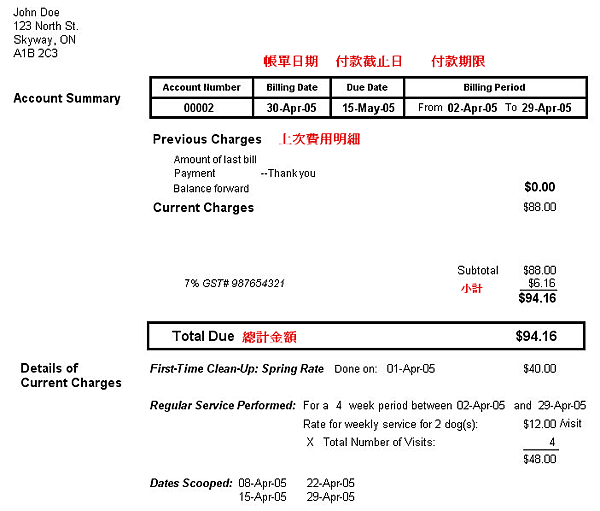 John Doe
123 North St.
Skyway, ON
A1B 2C3
帳單日期 付款截止日 付款期限
Account Summary
Account Number Billing Date Due Date Billing Period
00002 30-Apr-05 15-May-05 From 02-Apr-05 To 29-Apr-05
Previous Charges 上次費用明細
Amount of last bill
Payment --Thank you
Balance forward $0.00
Current Charges $88.00
Subtotal $88.00
7% GST# 987654321 小計 $6.16
$94.16
Total Due 總計金額 $94.16
Details of
Current Charges
First-Time Clean-Up: Spring Rate Done on: 01-Apr-05 $40.00
Regular Service Performed: For a 4 week period between 02-Apr-05 and 29-Apr-05
Rate for weekly service for 2 dog(s): $12.00 /visit
X Total Number of Visits: 4
$48.00
Dates Scooped: 08-Apr-05 22-Apr-05
15-Apr-05 29-Apr-05